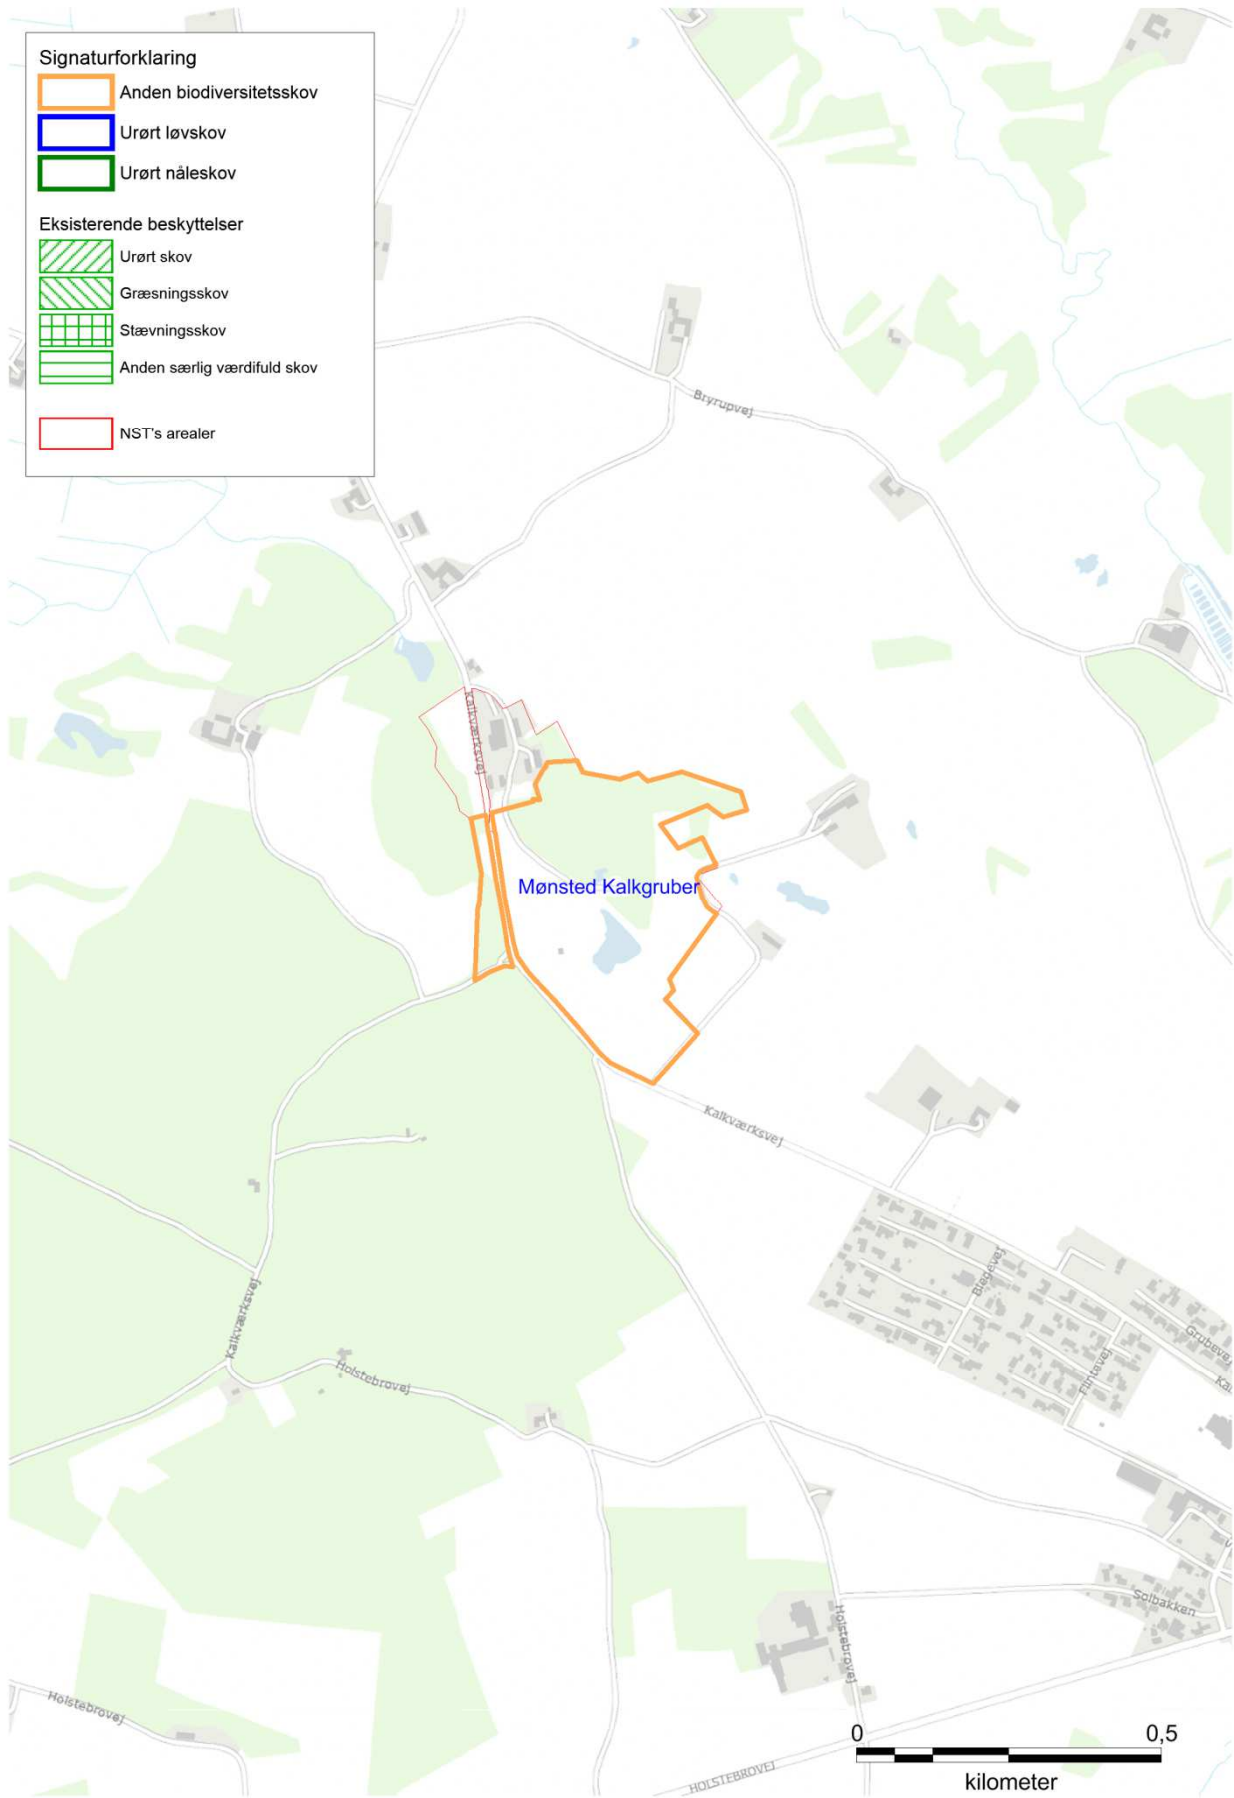 Signaturforklaring
Anden biodiversitetsskov
Urørt løvskov
Urørt nåleskov
Eksisterende beskyttelser
Urørt skov
Græsningsskov
Stævningsskov
Anden særlig værdifuld skov
NST's arealer
Bryrupvej
Kalkværksvej
Mønsted Kalkgruber
Kalkværksvej
Blegevej
Grubevej
Kalkværksvej
Flintevej
Holstebrovej
Solbakken
Holstebrovej
Holstebrovej
HOLSTEBROVEJ
0 0,5
kilometer